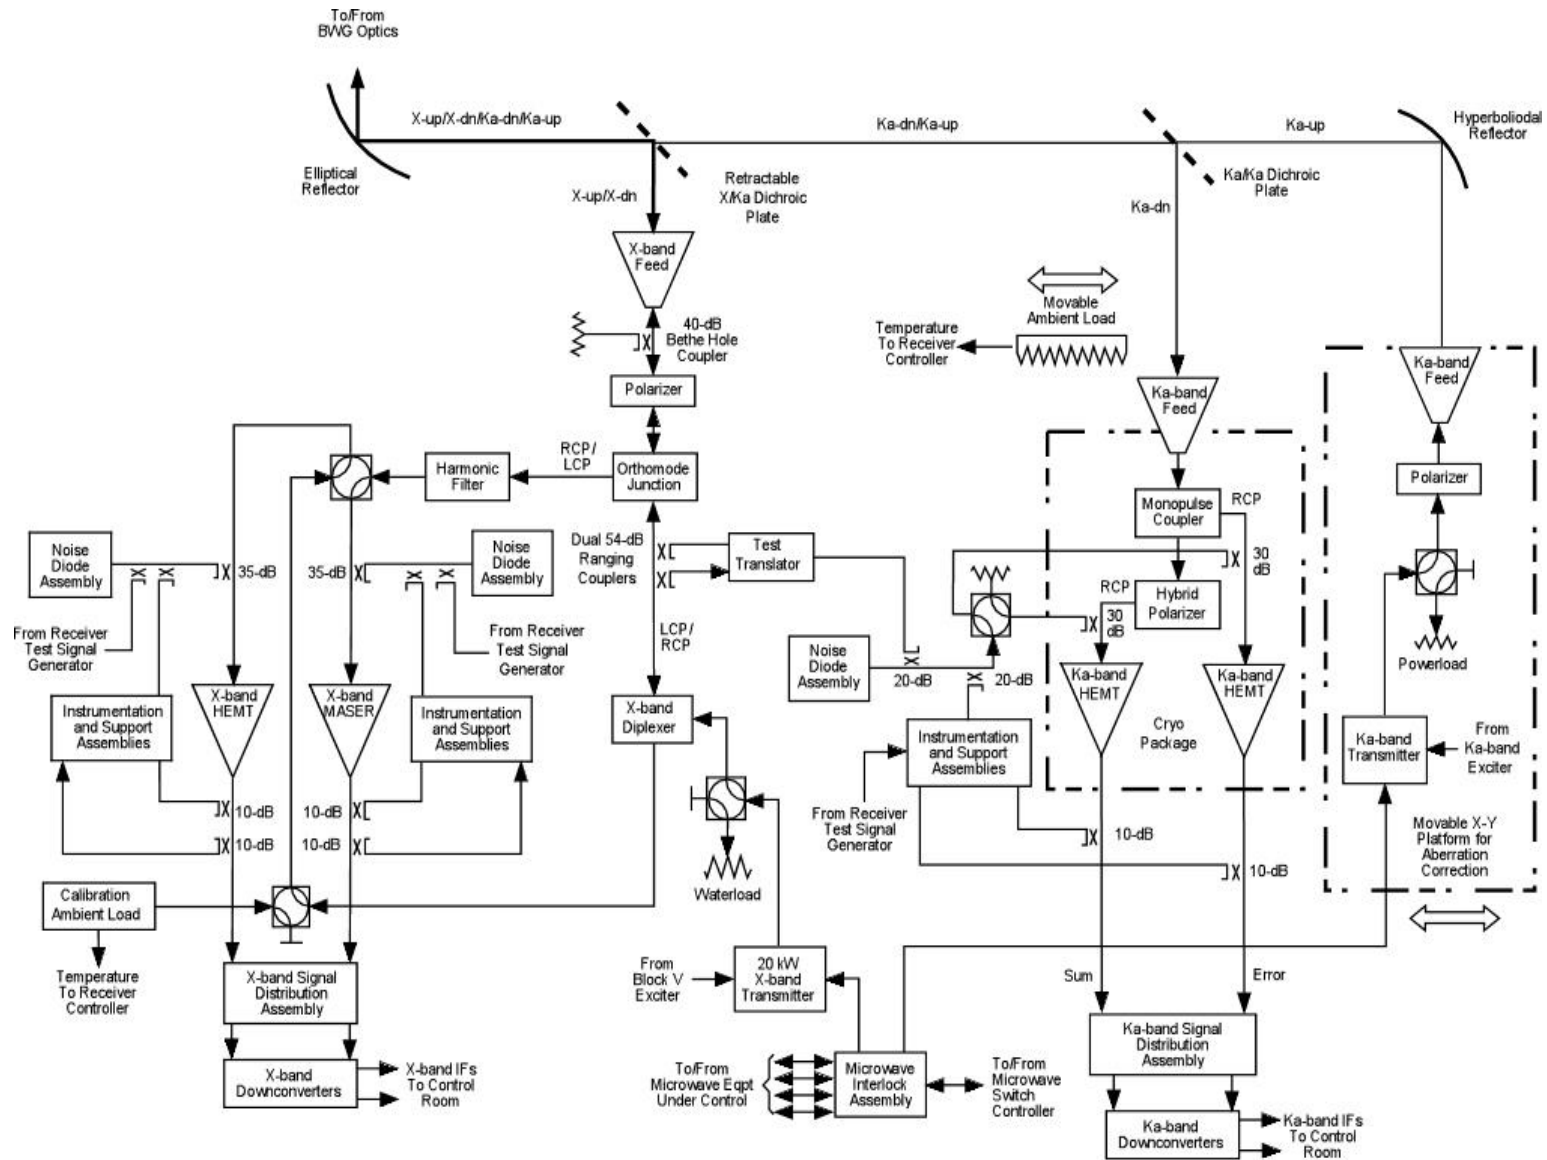 To/From
BWG Optics
X-up/X-dn/Ka-dn/Ka-up
Ka-dn/Ka-up
Ka-up
Hyperboliodal
Reflector
Elliptical
Reflector
X-up/X-dn
Retractable
X/Ka Dichroic
Plate
Ka-dn
Ka/Ka Dichroic
Plate
X-band
Feed
Movable
Ambient Load
40-dB
Bethe Hole
Coupler
Temperature
To Receiver
Controller
Polarizer
Ka-band
Feed
Ka-band
Feed
RCP/
LCP
Harmonic
Filter
Orthomode
Junction
Polarizer
Monopulse
Coupler
RCP
Noise
Diode
Assembly
35-dB
35-dB
Noise
Diode
Assembly
Dual 54-dB
Ranging
Couplers
Test
Translator
30
dB
RCP
Hybrid
Polarizer
30
dB
From Receiver
Test Signal
Generator
From Receiver
Test Signal
Generator
LCP/
RCP
Noise
Diode
Assembly
20-dB
20-dB
Powerload
Instrumentation
and Support
Assemblies
X-band
HEMT
X-band
MASER
Instrumentation
and Support
Assemblies
X-band
Diplexer
Ka-band
HEMT
Ka-band
HEMT
Cryo
Package
Instrumentation
and Support
Assemblies
Ka-band
Transmitter
From
Ka-band
Exciter
10-dB
10-dB
10-dB
10-dB
From Receiver
Test Signal
Generator
10-dB
10-dB
Movable X-Y
Platform for
Aberration
Correction
Waterload
Calibration
Ambient Load
Temperature
To Receiver
Controller
X-band Signal
Distribution
Assembly
From
Block V
Exciter
20 kW
X-band
Transmitter
Sum
Error
Ka-band Signal
Distribution
Assembly
X-band
Downconverters
X-band IFs
To Control
Room
To/From
Microwave Eqpt
Under Control
Microwave
Interlock
Assembly
To/From
Microwave
Switch
Controller
Ka-band
Downconverters
Ka-band IFs
To Control
Room